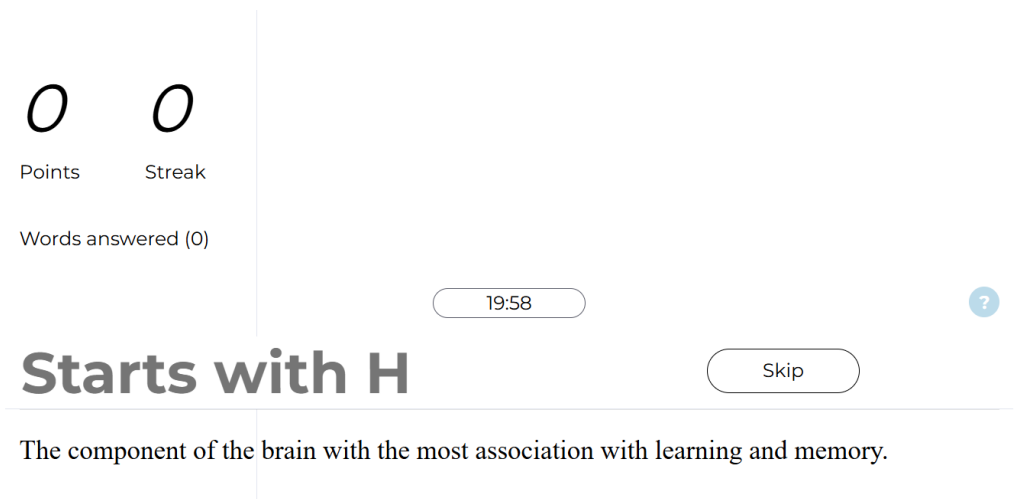 0 0
Points Streak
Words answered (0)
19:58
?
Starts with H
Skip
The component of the brain with the most association with learning and memory.